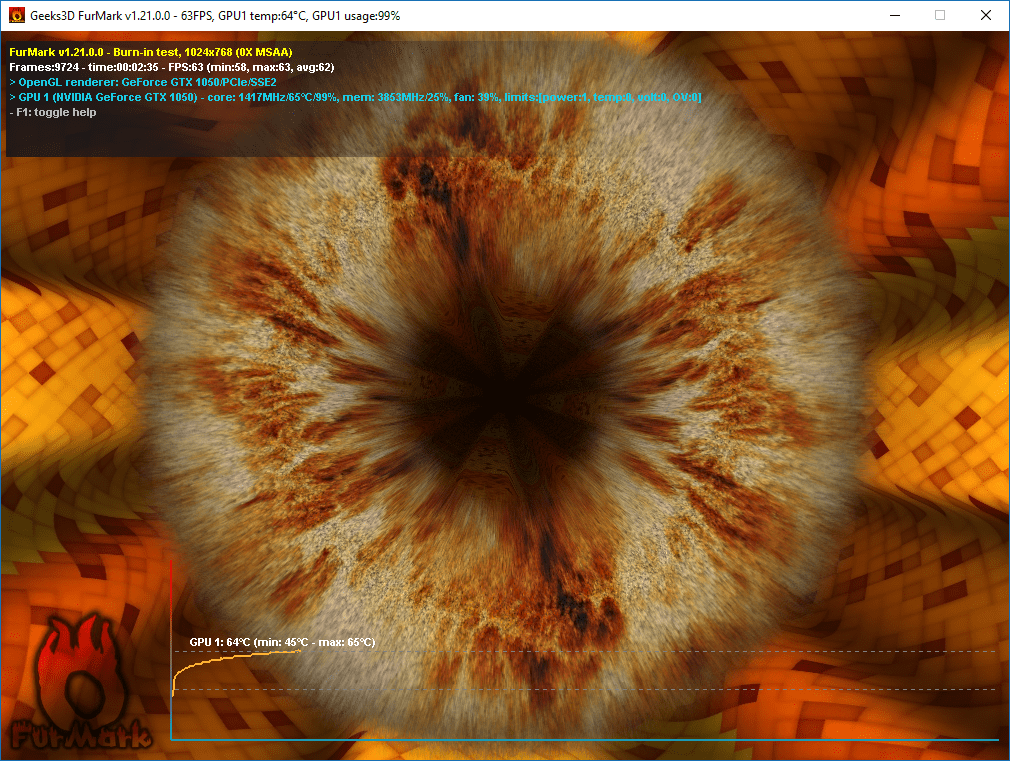 Geeks3D FurMark v1.21.0.0 - 63FPS, GPU1 temp:64°C, GPU1 usage:99%
FurMark v1.21.0.0 - Burn-in test, 1024x768 (0X MSAA)
Frames:9724 - time:00:02:35 - FPS:63 (min:58, max:63, avg:62)
> OpenGL renderer: GeForce GTX 1050/PCIe/SSE2
> GPU 1 (NVIDIA GeForce GTX 1050) - core: 1417MHz/65°C/99%, mem: 3853MHz/25%, fan: 39%, limits:[power:1, temp:0, volt:0, OV:0]
- F1: toggle help
GPU 1: 64°C (min: 45°C - max: 65°C)
FurMark